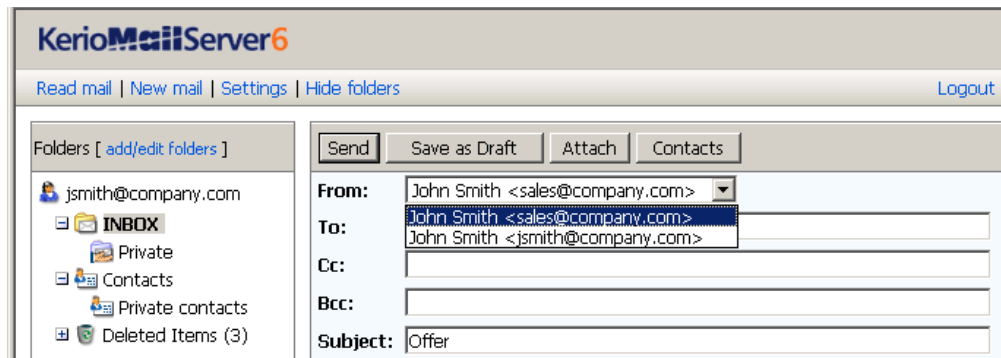 KerioMailServer6
Read mail | New mail | Settings | Hide folders Logout
Folders [ add/edit folders ]
jsmith@company.com
INBOX
Private
Contacts
Private contacts
Deleted Items (3)
Send Save as Draft Attach Contacts
From: John Smith <sales@company.com>
John Smith <sales@company.com>
John Smith <jsmith@company.com>
To:
Cc:
Bcc:
Subject: Offer